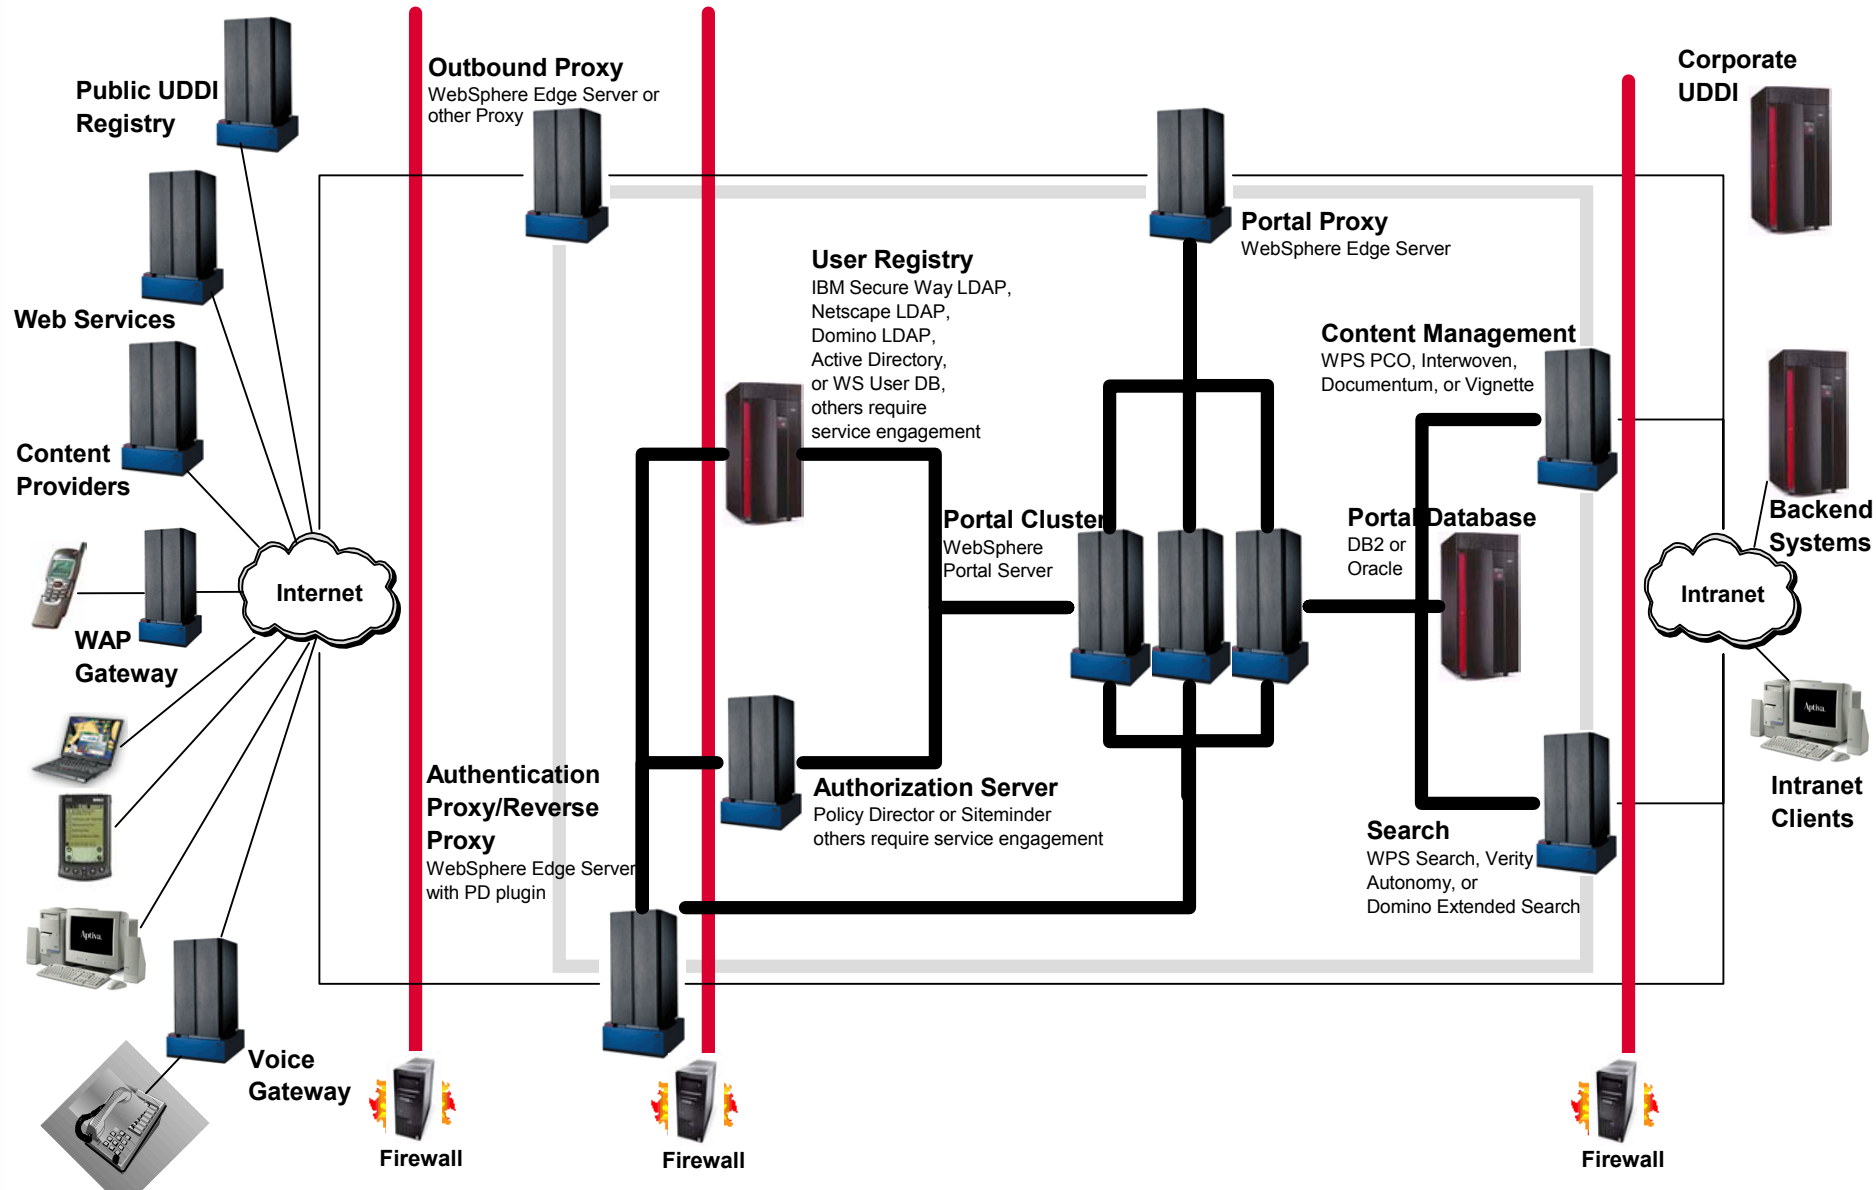 Public UDDI
Registry
Outbound Proxy
WebSphere Edge Server or
other Proxy
Corporate
UDDI
Web Services
Portal Proxy
WebSphere Edge Server
User Registry
IBM Secure Way LDAP,
Netscape LDAP,
Domino LDAP,
Active Directory,
or WS User DB,
others require
service engagement
Content Management
WPS PCO, Interwoven,
Documentum, or Vignette
Content
Providers
Portal Cluster
WebSphere
Portal Server
Portal Database
DB2 or
Oracle
Backend
Systems
Internet
Intranet
WAP
Gateway
Aptiva
Authentication
Proxy/Reverse
Proxy
WebSphere Edge Server
with PD plugin
Authorization Server
Policy Director or Siteminder
others require service engagement
Intranet
Clients
Search
WPS Search, Verity
Autonomy, or
Domino Extended Search
Aptiva
Voice
Gateway
Firewall
Firewall
Firewall